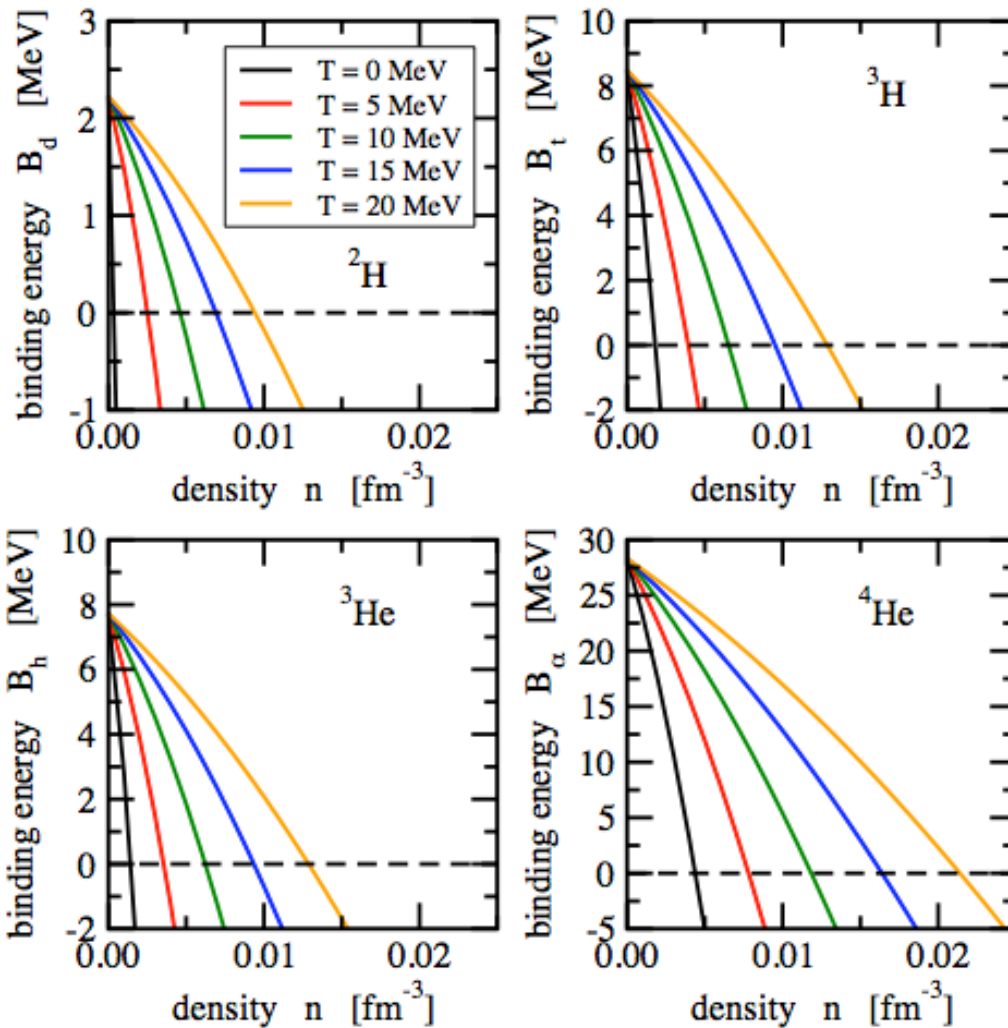 binding energy B_d [MeV]
3
2
1
0
-1
T = 0 MeV
T = 5 MeV
T = 10 MeV
T = 15 MeV
T = 20 MeV
²H
0.00 0.01 0.02
density n [fm⁻³]
binding energy B_t [MeV]
10
8
6
4
2
0
-2
³H
0.00 0.01 0.02
density n [fm⁻³]
binding energy B_h [MeV]
10
8
6
4
2
0
-2
³He
0.00 0.01 0.02
density n [fm⁻³]
binding energy B_α [MeV]
30
25
20
15
10
5
0
-5
⁴He
0.00 0.01 0.02
density n [fm⁻³]